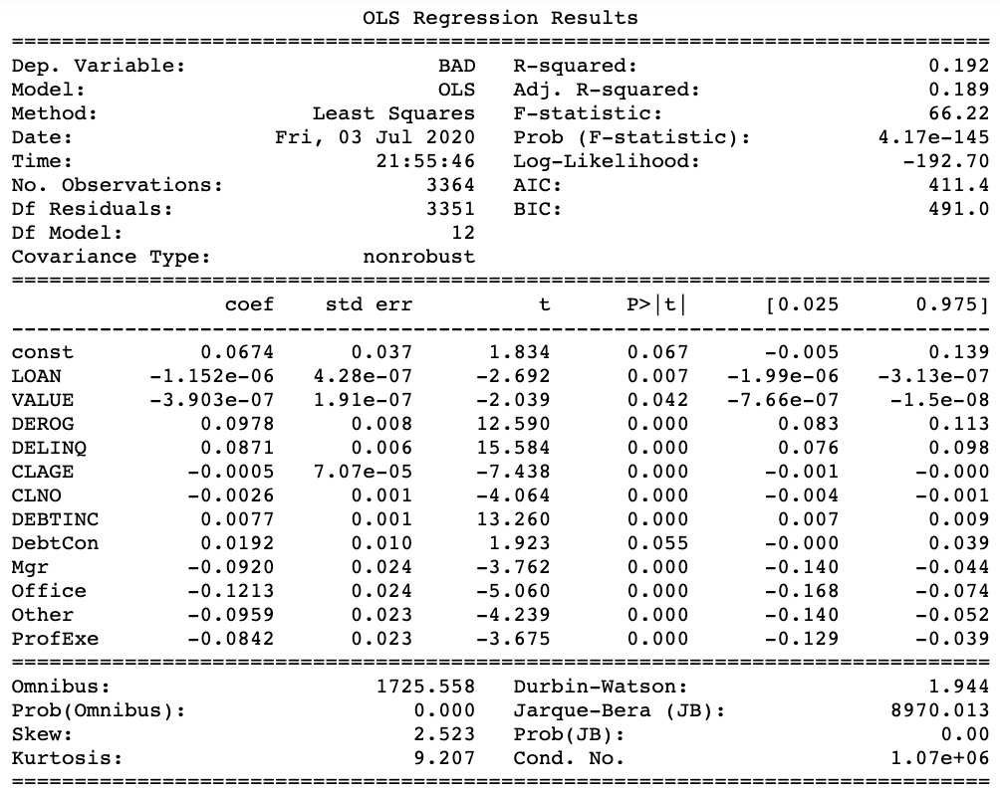 OLS Regression Results
==============================================================================
Dep. Variable: BAD R-squared: 0.192
Model: OLS Adj. R-squared: 0.189
Method: Least Squares F-statistic: 66.22
Date: Fri, 03 Jul 2020 Prob (F-statistic): 4.17e-145
Time: 21:55:46 Log-Likelihood: -192.70
No. Observations: 3364 AIC: 411.4
Df Residuals: 3351 BIC: 491.0
Df Model: 12
Covariance Type: nonrobust
==============================================================================
coef std err t P>|t| [0.025 0.975]
------------------------------------------------------------------------------
const 0.0674 0.037 1.834 0.067 -0.005 0.139
LOAN -1.152e-06 4.28e-07 -2.692 0.007 -1.99e-06 -3.13e-07
VALUE -3.903e-07 1.91e-07 -2.039 0.042 -7.66e-07 -1.5e-08
DEROG 0.0978 0.008 12.590 0.000 0.083 0.113
DELINQ 0.0871 0.006 15.584 0.000 0.076 0.098
CLAGE -0.0005 7.07e-05 -7.438 0.000 -0.001 -0.000
CLNO -0.0026 0.001 -4.064 0.000 -0.004 -0.001
DEBTINC 0.0077 0.001 13.260 0.000 0.007 0.009
DebtCon 0.0192 0.010 1.923 0.055 -0.000 0.039
Mgr -0.0920 0.024 -3.762 0.000 -0.140 -0.044
Office -0.1213 0.024 -5.060 0.000 -0.168 -0.074
Other -0.0959 0.023 -4.239 0.000 -0.140 -0.052
ProfExe -0.0842 0.023 -3.675 0.000 -0.129 -0.039
==============================================================================
Omnibus: 1725.558 Durbin-Watson: 1.944
Prob(Omnibus): 0.000 Jarque-Bera (JB): 8970.013
Skew: 2.523 Prob(JB): 0.00
Kurtosis: 9.207 Cond. No. 1.07e+06
==============================================================================